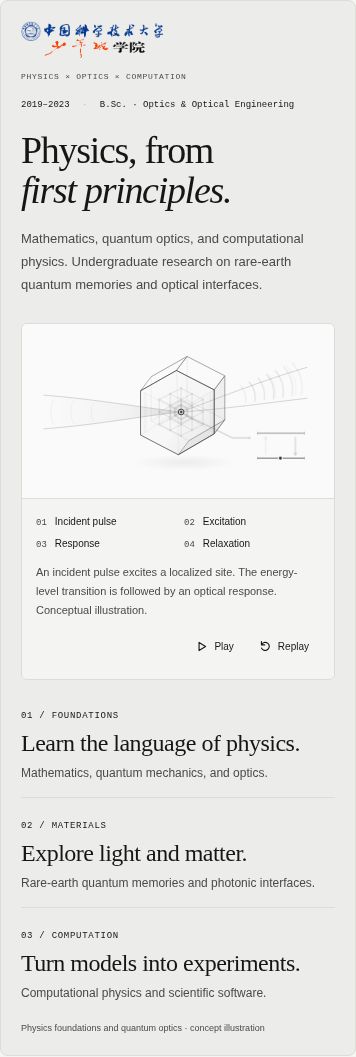 中国科学技术大学
少年班学院
PHYSICS × OPTICS × COMPUTATION
2019–2023 · B.Sc. · Optics & Optical Engineering
Physics, from
first principles.
Mathematics, quantum optics, and computational
physics. Undergraduate research on rare-earth
quantum memories and optical interfaces.
01 Incident pulse
02 Excitation
03 Response
04 Relaxation
An incident pulse excites a localized site. The energy-
level transition is followed by an optical response.
Conceptual illustration.
Play
Replay
01 / FOUNDATIONS
Learn the language of physics.
Mathematics, quantum mechanics, and optics.
02 / MATERIALS
Explore light and matter.
Rare-earth quantum memories and photonic interfaces.
03 / COMPUTATION
Turn models into experiments.
Computational physics and scientific software.
Physics foundations and quantum optics · concept illustration